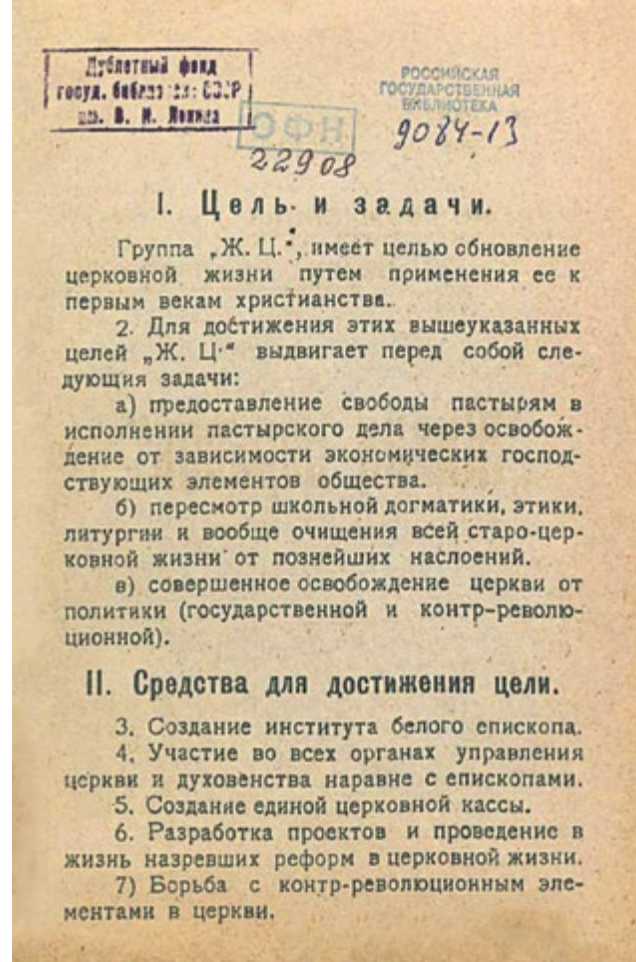 Дублетный фонд
госуд. библиотеки СССР
им. В. И. Ленина
РОССИЙСКАЯ
ГОСУДАРСТВЕННАЯ
БИБЛИОТЕКА
ОФН
9084-13
22908
I. Цель и задачи.
Группа „Ж. Ц.“, имеет целью обновление
церковной жизни путем применения ее к
первым векам христианства.
2. Для достижения этих вышеуказанных
целей „Ж. Ц.“ выдвигает перед собой сле-
дующия задачи:
а) предоставление свободы пастырям в
исполнении пастырского дела через освобож-
дение от зависимости экономических господ-
ствующих элементов общества.
б) пересмотр школьной догматики, этики,
литургии и вообще очищения всей старо-цер-
ковной жизни от познейших наслоений.
в) совершенное освобождение церкви от
политики (государственной и контр-револю-
ционной).
II. Средства для достижения цели.
3. Создание института белого епископа.
4. Участие во всех органах управления
церкви и духовенства наравне с епископами.
5. Создание единой церковной кассы.
6. Разработка проектов и проведение в
жизнь назревших реформ в церковной жизни.
7) Борьба с контр-революционным эле-
ментами в церкви.